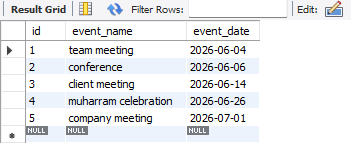 Result Grid Filter Rows: Edit:
id event_name event_date
1 team meeting 2026-06-04
2 conference 2026-06-06
3 client meeting 2026-06-14
4 muharram celebration 2026-06-26
5 company meeting 2026-07-01
NULL NULL NULL